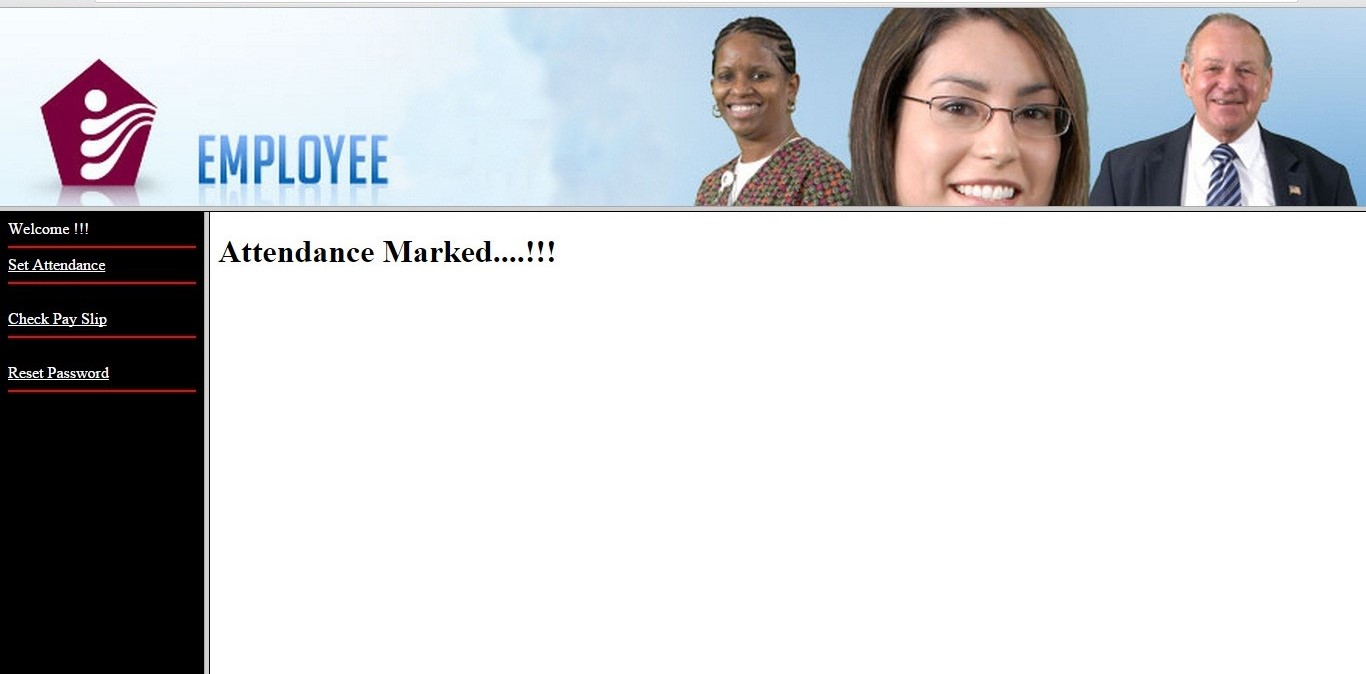 EMPLOYEE
Welcome !!!
Set Attendance
Check Pay Slip
Reset Password
Attendance Marked....!!!